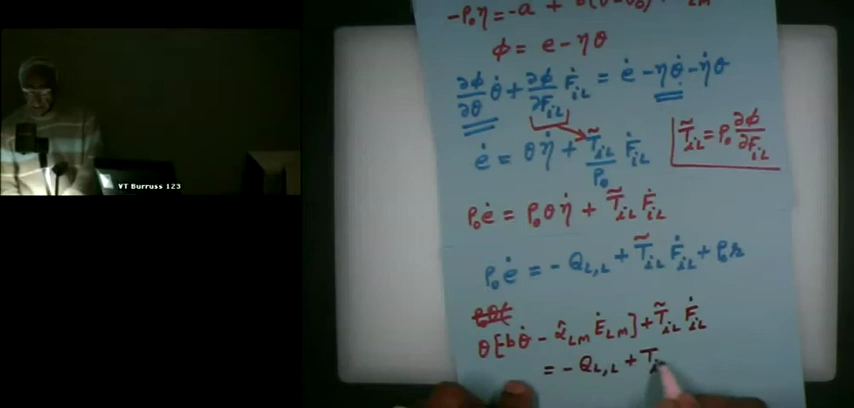 -ρ₀η = -a +
φ = e - ηθ
∂φ/∂θ θ̇ + ∂φ/∂F_iL Ḟ_iL = ė - ηθ̇ - η̇θ
ė = θη̇ + T̃_iL/ρ₀ Ḟ_iL
T̃_iL = ρ₀ ∂φ/∂F_iL
ρ₀ė = ρ₀θη̇ + T̃_iL Ḟ_iL
ρ₀ė = -Q_L,L + T̃_iL Ḟ_iL + ρ₀r
θ[-bθ̇ - α̂_LM Ė_LM] + T̃_iL Ḟ_iL
= -Q_L,L + T
VT Burruss 123